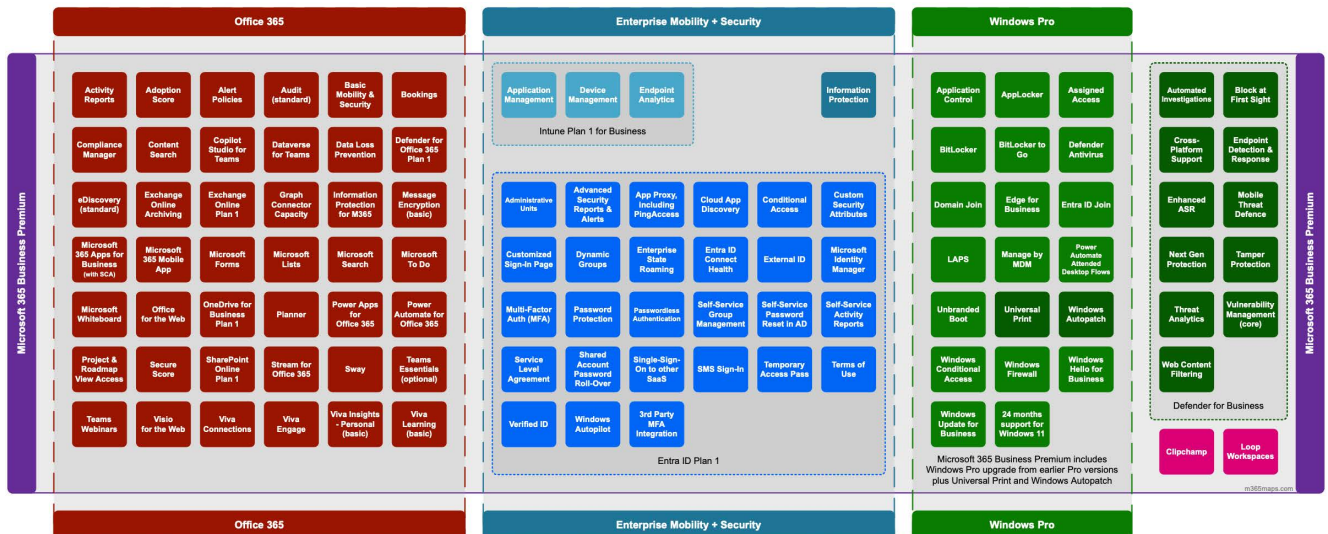 Office 365
Enterprise Mobility + Security
Windows Pro
Microsoft 365 Business Premium
Activity
Reports
Adoption
Score
Alert
Policies
Audit
(standard)
Basic
Mobility &
Security
Bookings
Compliance
Manager
Content
Search
Copilot
Studio for
Teams
Dataverse
for Teams
Data Loss
Prevention
Defender for
Office 365
Plan 1
eDiscovery
(standard)
Exchange
Online
Archiving
Exchange
Online
Plan 1
Graph
Connector
Capacity
Information
Protection
for M365
Message
Encryption
(basic)
Microsoft
365 Apps for
Business
(with SCA)
Microsoft
365 Mobile
App
Microsoft
Forms
Microsoft
Lists
Microsoft
Search
Microsoft
To Do
Microsoft
Whiteboard
Office
for the Web
OneDrive for
Business
Plan 1
Planner
Power Apps
for
Office 365
Power
Automate for
Office 365
Project &
Roadmap
View Access
Secure
Score
SharePoint
Online
Plan 1
Stream for
Office 365
Sway
Teams
Essentials
(optional)
Teams
Webinars
Visio
for the Web
Viva
Connections
Viva
Engage
Viva Insights
- Personal
(basic)
Viva
Learning
(basic)
Application
Management
Device
Management
Endpoint
Analytics
Intune Plan 1 for Business
Information
Protection
Administrative
Units
Advanced
Security
Reports &
Alerts
App Proxy,
including
PingAccess
Cloud App
Discovery
Conditional
Access
Custom
Security
Attributes
Customized
Sign-In Page
Dynamic
Groups
Enterprise
State
Roaming
Entra ID
Connect
Health
External ID
Microsoft
Identity
Manager
Multi-Factor
Auth (MFA)
Password
Protection
Passwordless
Authentication
Self-Service
Group
Management
Self-Service
Password
Reset in AD
Self-Service
Activity
Reports
Service
Level
Agreement
Shared
Account
Password
Roll-Over
Single-Sign-
On to other
SaaS
SMS Sign-In
Temporary
Access Pass
Terms of
Use
Verified ID
Windows
Autopilot
3rd Party
MFA
Integration
Entra ID Plan 1
Application
Control
AppLocker
Assigned
Access
BitLocker
BitLocker to
Go
Defender
Antivirus
Domain Join
Edge for
Business
Entra ID Join
LAPS
Manage by
MDM
Power
Automate
Attended
Desktop Flows
Unbranded
Boot
Universal
Print
Windows
Autopatch
Windows
Conditional
Access
Windows
Firewall
Windows
Hello for
Business
Windows
Update for
Business
24 months
support for
Windows 11
Microsoft 365 Business Premium includes
Windows Pro upgrade from earlier Pro versions
plus Universal Print and Windows Autopatch
Automated
Investigations
Block at
First Sight
Cross-
Platform
Support
Endpoint
Detection &
Response
Enhanced
ASR
Mobile
Threat
Defence
Next Gen
Protection
Tamper
Protection
Threat
Analytics
Vulnerability
Management
(core)
Web Content
Filtering
Defender for Business
Clipchamp
Loop
Workspaces
m365maps.com
Microsoft 365 Business Premium
Office 365
Enterprise Mobility + Security
Windows Pro